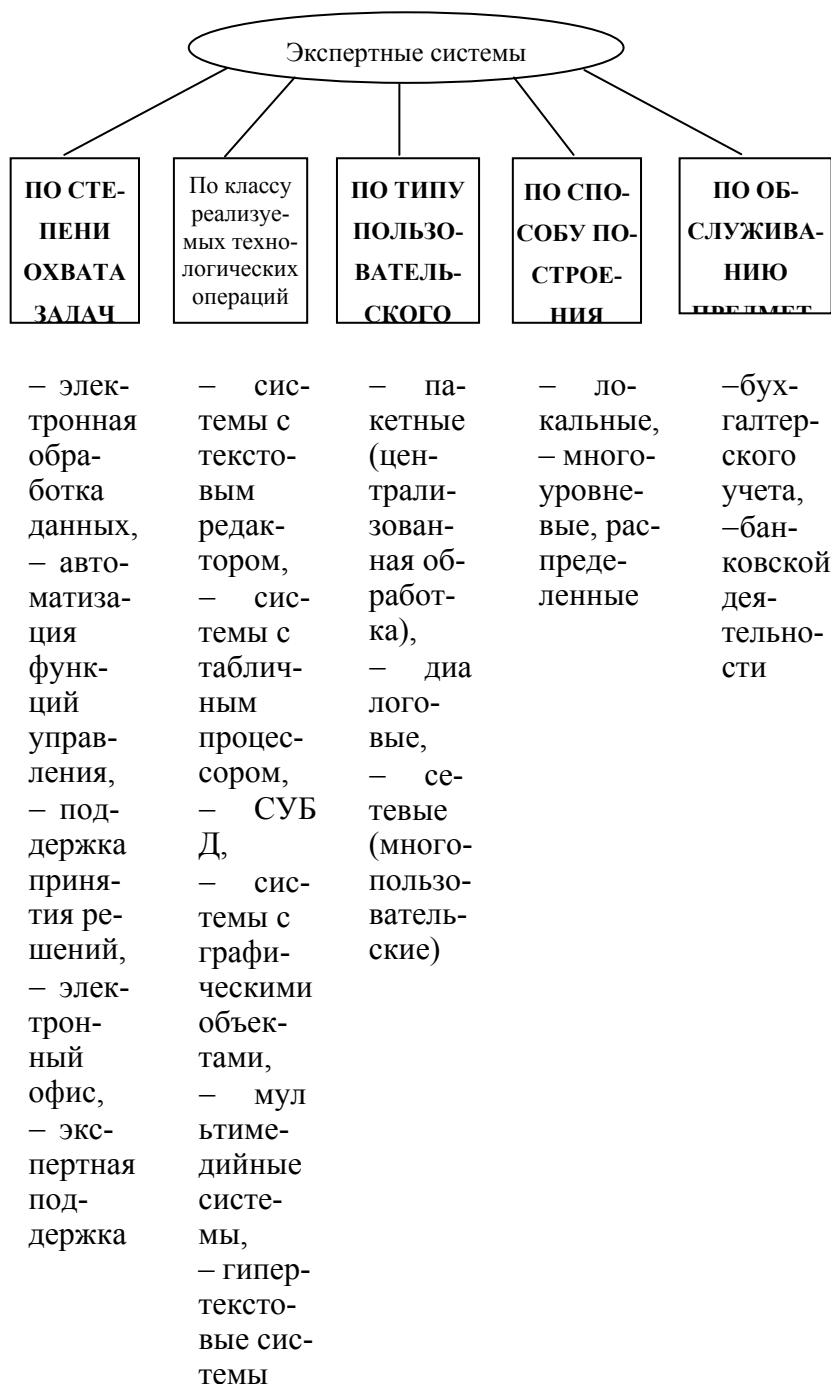 Экспертные системы
ПО СТЕ-
ПЕНИ
ОХВАТА
ЗАДАЧ
По классу
реализуе-
мых техно-
логических
операций
ПО ТИПУ
ПОЛЬЗО-
ВАТЕЛЬ-
СКОГО
ПО СПО-
СОБУ ПО-
СТРОЕ-
НИЯ
ПО ОБ-
СЛУЖИВА-
НИЮ
ПРЕДМЕТ-
– элек-
тронная
обра-
ботка
данных,
– авто-
матиза-
ция
функ-
ций
управ-
ления,
– под-
держка
приня-
тия ре-
шений,
– элек-
трон-
ный
офис,
– экс-
пертная
под-
держка
– сис-
темы с
тексто-
вым
редак-
тором,
– сис-
темы с
таблич-
ным
процес-
сором,
– СУБ
Д,
– сис-
темы с
графи-
ческими
объек-
тами,
– мул
ьтиме-
дийные
систе-
мы,
– гипер-
тексто-
вые сис-
темы
– па-
кетные
(цен-
трали-
зован-
ная об-
работ-
ка),
– диа
лого-
вые,
– се-
тевые
(много-
пользо-
ватель-
ские)
– ло-
кальные,
– много-
уровне-
вые, рас-
преде-
ленные
–бух-
галтер-
ского
учета,
–бан-
ковской
дея-
тельно-
сти